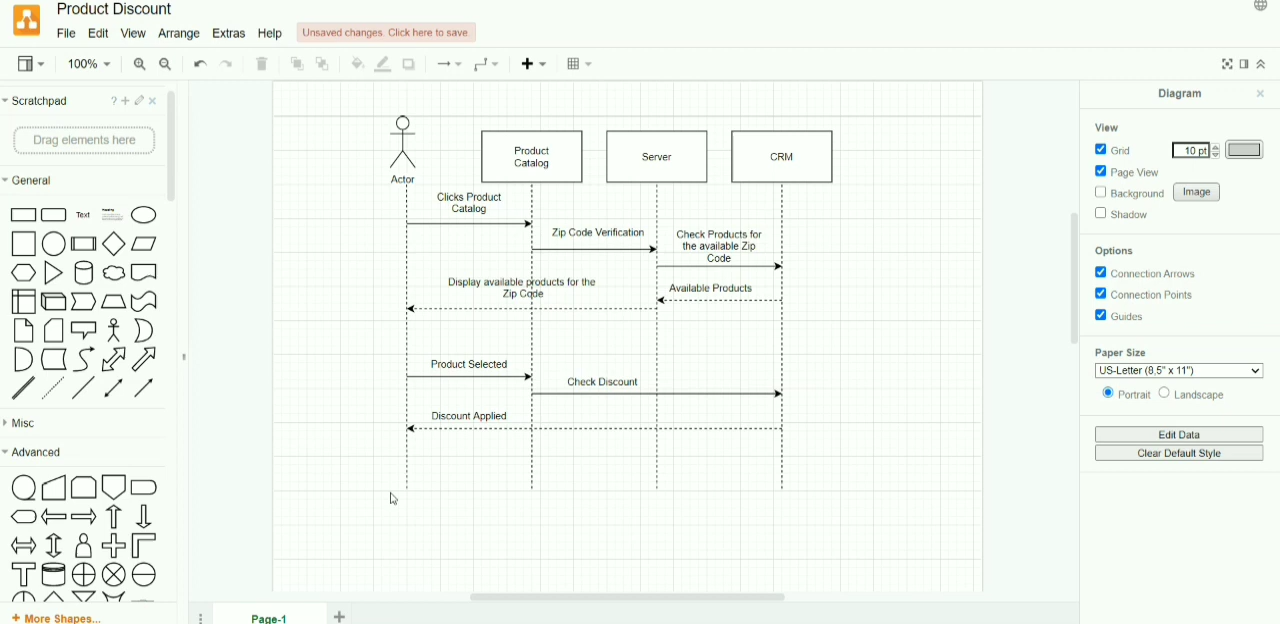 Product Discount
File Edit View Arrange Extras Help Unsaved changes. Click here to save.
100%
Scratchpad ? +
Drag elements here
General
Text
Misc
Advanced
+ More Shapes...
Actor
Product
Catalog
Server
CRM
Clicks Product
Catalog
Zip Code Verification
Check Products for
the available Zip
Code
Display available products for the
Zip Code
Available Products
Product Selected
Check Discount
Discount Applied
Page-1
Diagram
View
Grid 10 pt
Page View
Background Image
Shadow
Options
Connection Arrows
Connection Points
Guides
Paper Size
US-Letter (8,5" x 11")
Portrait Landscape
Edit Data
Clear Default Style